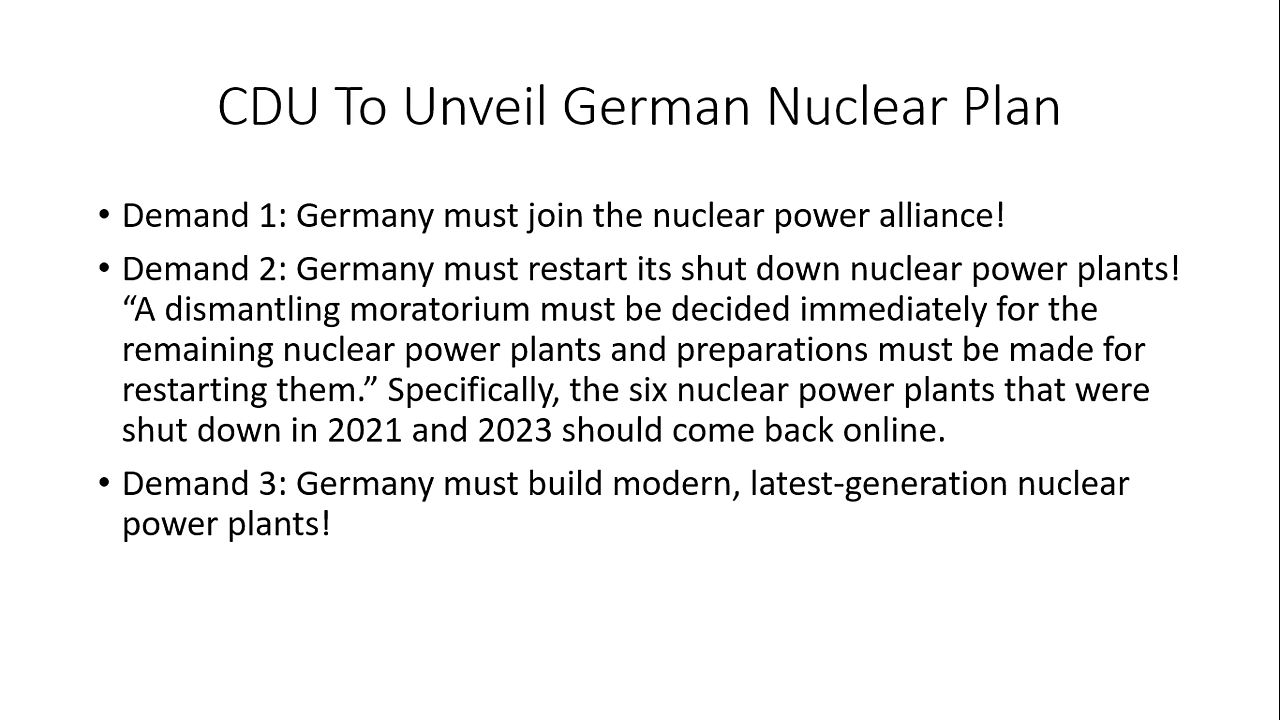 CDU To Unveil German Nuclear Plan
• Demand 1: Germany must join the nuclear power alliance!
• Demand 2: Germany must restart its shut down nuclear power plants!
“A dismantling moratorium must be decided immediately for the
remaining nuclear power plants and preparations must be made for
restarting them.” Specifically, the six nuclear power plants that were
shut down in 2021 and 2023 should come back online.
• Demand 3: Germany must build modern, latest-generation nuclear
power plants!